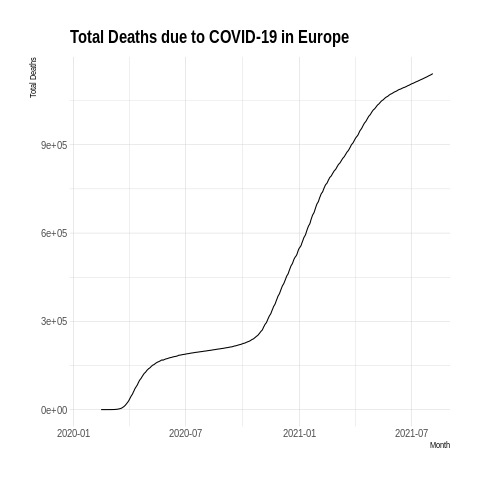 Total Deaths due to COVID-19 in Europe
Total Deaths
9e+05
6e+05
3e+05
0e+00
2020-01 2020-07 2021-01 2021-07
Month